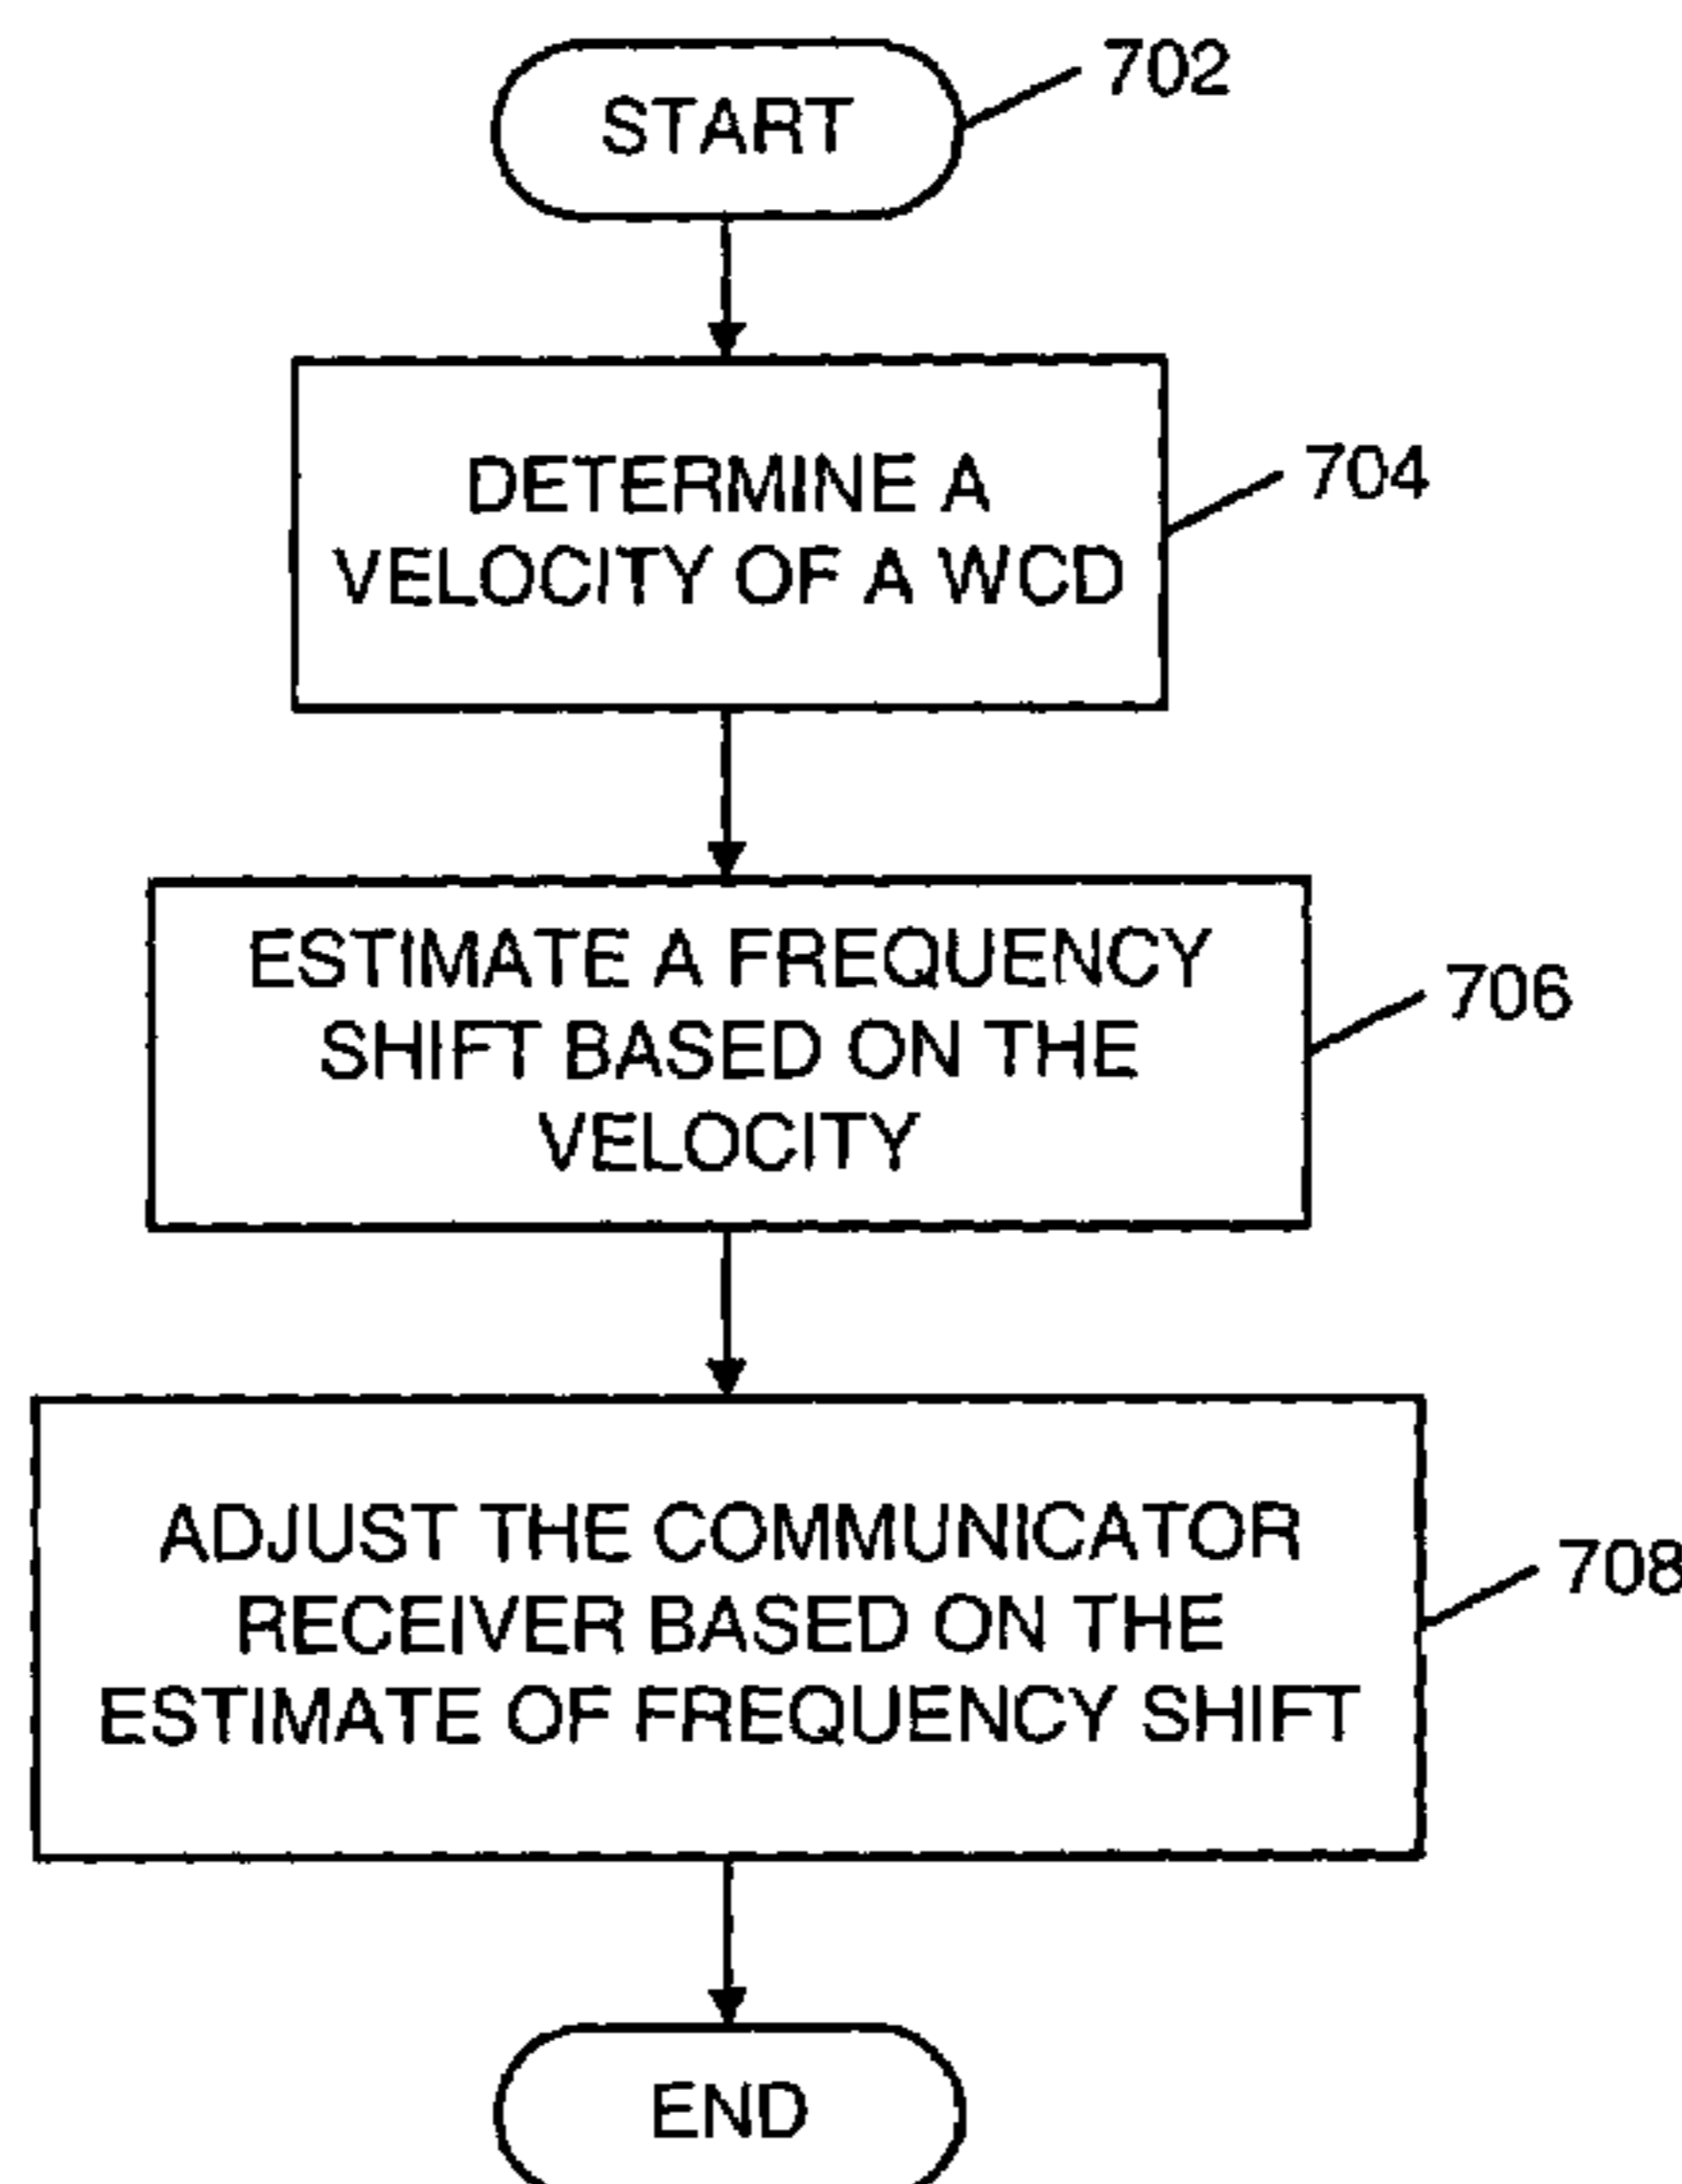 START
702
DETERMINE A
VELOCITY OF A WCD
704
ESTIMATE A FREQUENCY
SHIFT BASED ON THE
VELOCITY
706
ADJUST THE COMMUNICATOR
RECEIVER BASED ON THE
ESTIMATE OF FREQUENCY SHIFT
708
END